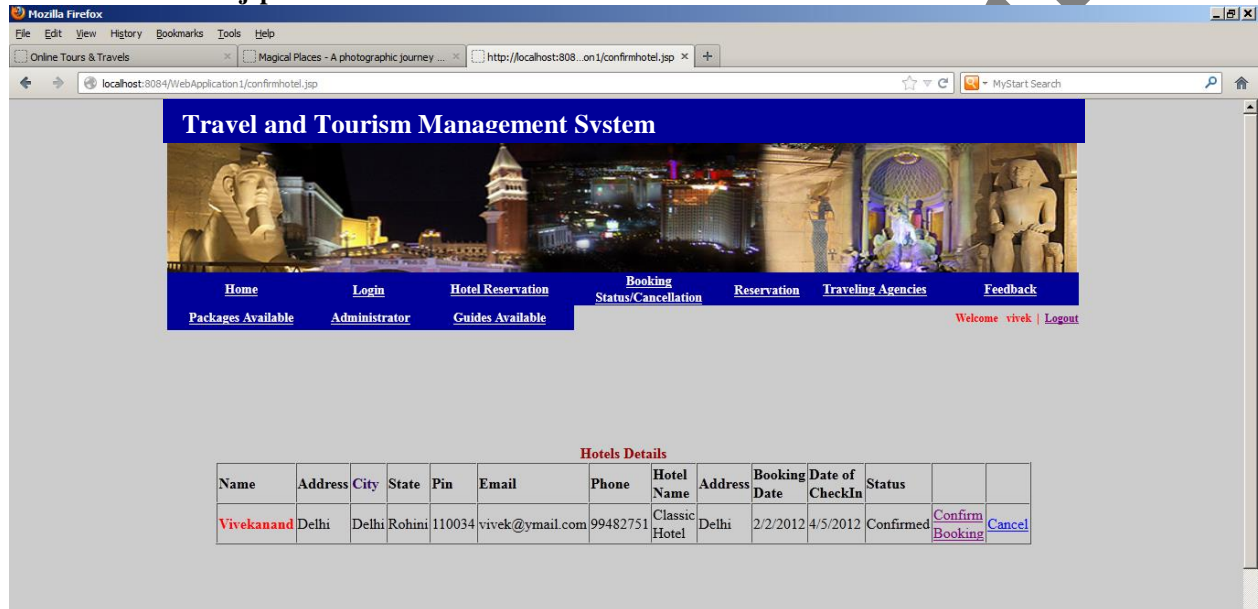 Mozilla Firefox
File Edit View History Bookmarks Tools Help
Online Tours & Travels × Magical Places - A photographic journey ... × http://localhost:808...on1/confirmhotel.jsp × +
localhost:8084/WebApplication1/confirmhotel.jsp MyStart Search
Travel and Tourism Management System
Home Login Hotel Reservation Booking Status/Cancellation Reservation Traveling Agencies Feedback
Packages Available Administrator Guides Available Welcome vivek | Logout
Hotels Details
Name Address City State Pin Email Phone Hotel Name Address Booking Date Date of CheckIn Status
Vivekanand Delhi Delhi Rohini 110034 vivek@ymail.com 99482751 Classic Hotel Delhi 2/2/2012 4/5/2012 Confirmed Confirm Booking Cancel